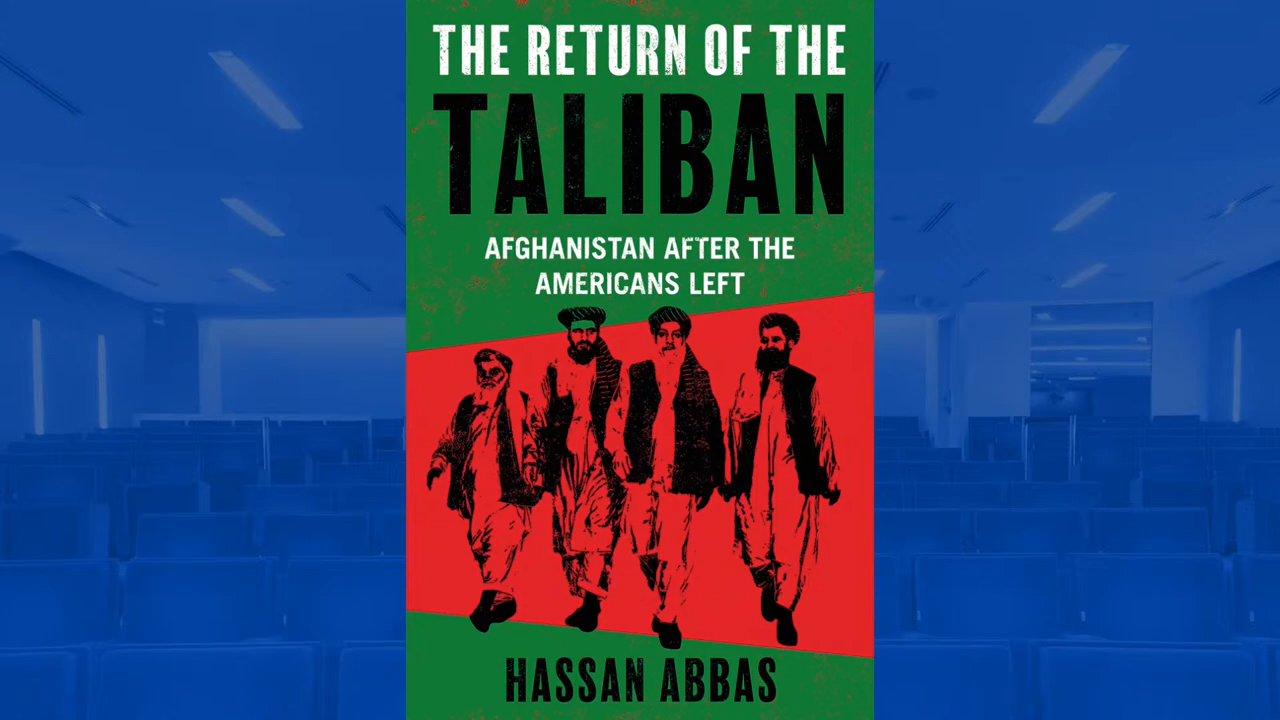 THE RETURN OF THE
TALIBAN
AFGHANISTAN AFTER THE
AMERICANS LEFT
HASSAN ABBAS